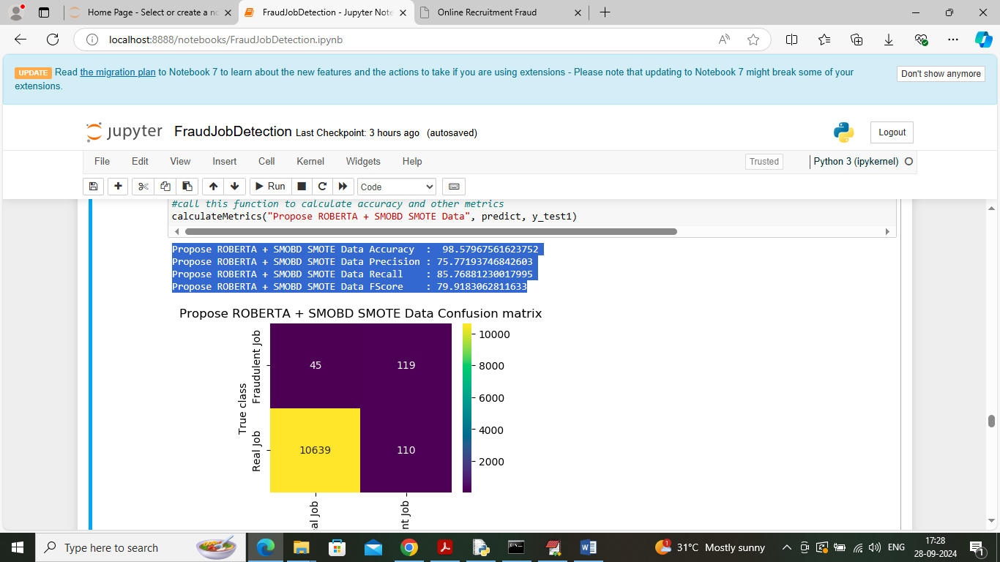 Home Page - Select or create a no
FraudJobDetection - Jupyter Note
Online Recruitment Fraud
localhost:8888/notebooks/FraudJobDetection.ipynb
UPDATE Read the migration plan to Notebook 7 to learn about the new features and the actions to take if you are using extensions - Please note that updating to Notebook 7 might break some of your
extensions.
Don't show anymore
jupyter FraudJobDetection Last Checkpoint: 3 hours ago (autosaved)
Logout
File Edit View Insert Cell Kernel Widgets Help
Trusted
Python 3 (ipykernel)
Run
Code
#call this function to calculate accuracy and other metrics
calculateMetrics("Propose ROBERTA + SMOBD SMOTE Data", predict, y_test1)
Propose ROBERTA + SMOBD SMOTE Data Accuracy  :  98.57967561623752
Propose ROBERTA + SMOBD SMOTE Data Precision : 75.77193746842603
Propose ROBERTA + SMOBD SMOTE Data Recall    : 85.76881230017995
Propose ROBERTA + SMOBD SMOTE Data FScore    : 79.9183062811633
Propose ROBERTA + SMOBD SMOTE Data Confusion matrix
True class
Fraudulent Job
Real Job
45
119
10639
110
10000
8000
6000
4000
2000
al Job
nt Job
Type here to search
1
31°C Mostly sunny
ENG
17:28
28-09-2024
1